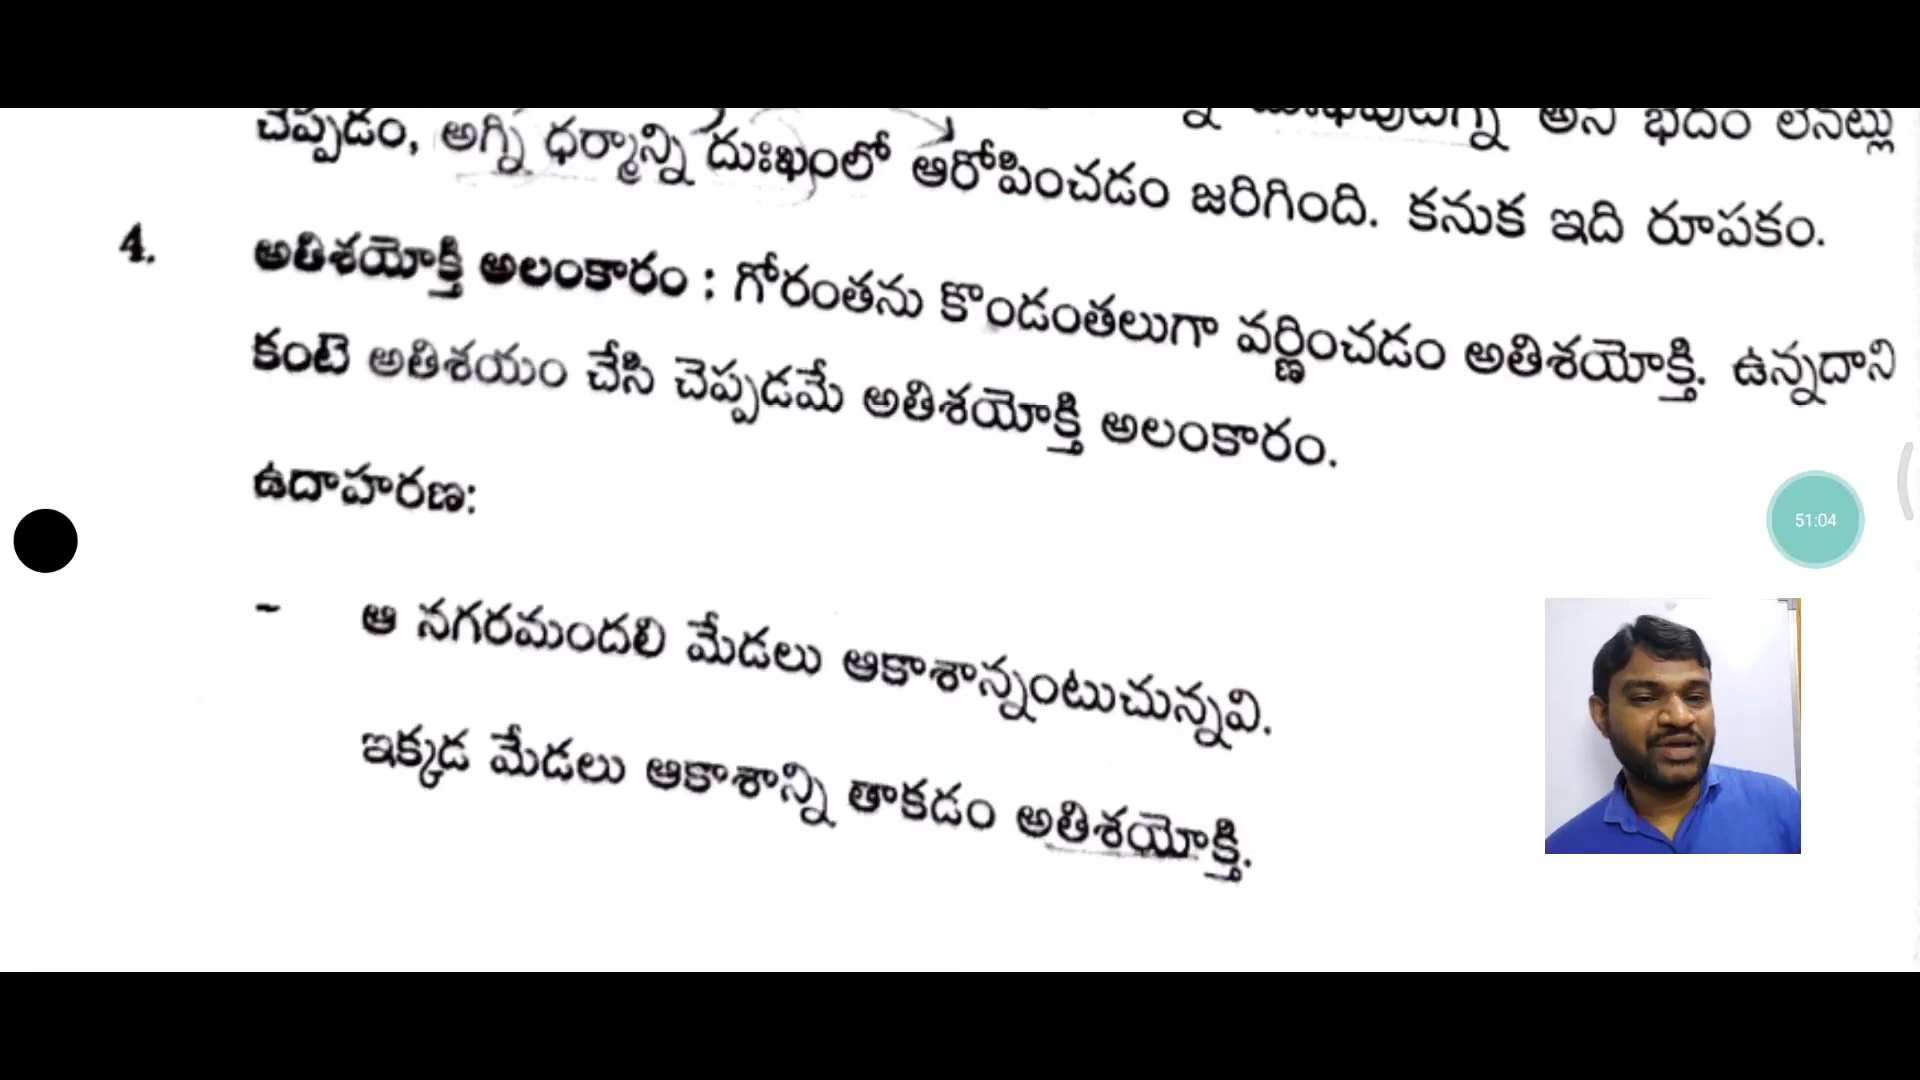 చెప్పడం, అగ్ని ధర్మాన్ని దుఃఖంలో ఆరోపించడం జరిగింది. కనుక ఇది రూపకం.
అని భేదం లేనట్లు
4. అతిశయోక్తి అలంకారం : గోరంతను కొండంతలుగా వర్ణించడం అతిశయోక్తి. ఉన్నదాని
కంటె అతిశయం చేసి చెప్పడమే అతిశయోక్తి అలంకారం.
ఉదాహరణ:
51:04
- ఆ నగరమందలి మేడలు ఆకాశాన్నంటుచున్నవి.
ఇక్కడ మేడలు ఆకాశాన్ని తాకడం అతిశయోక్తి.